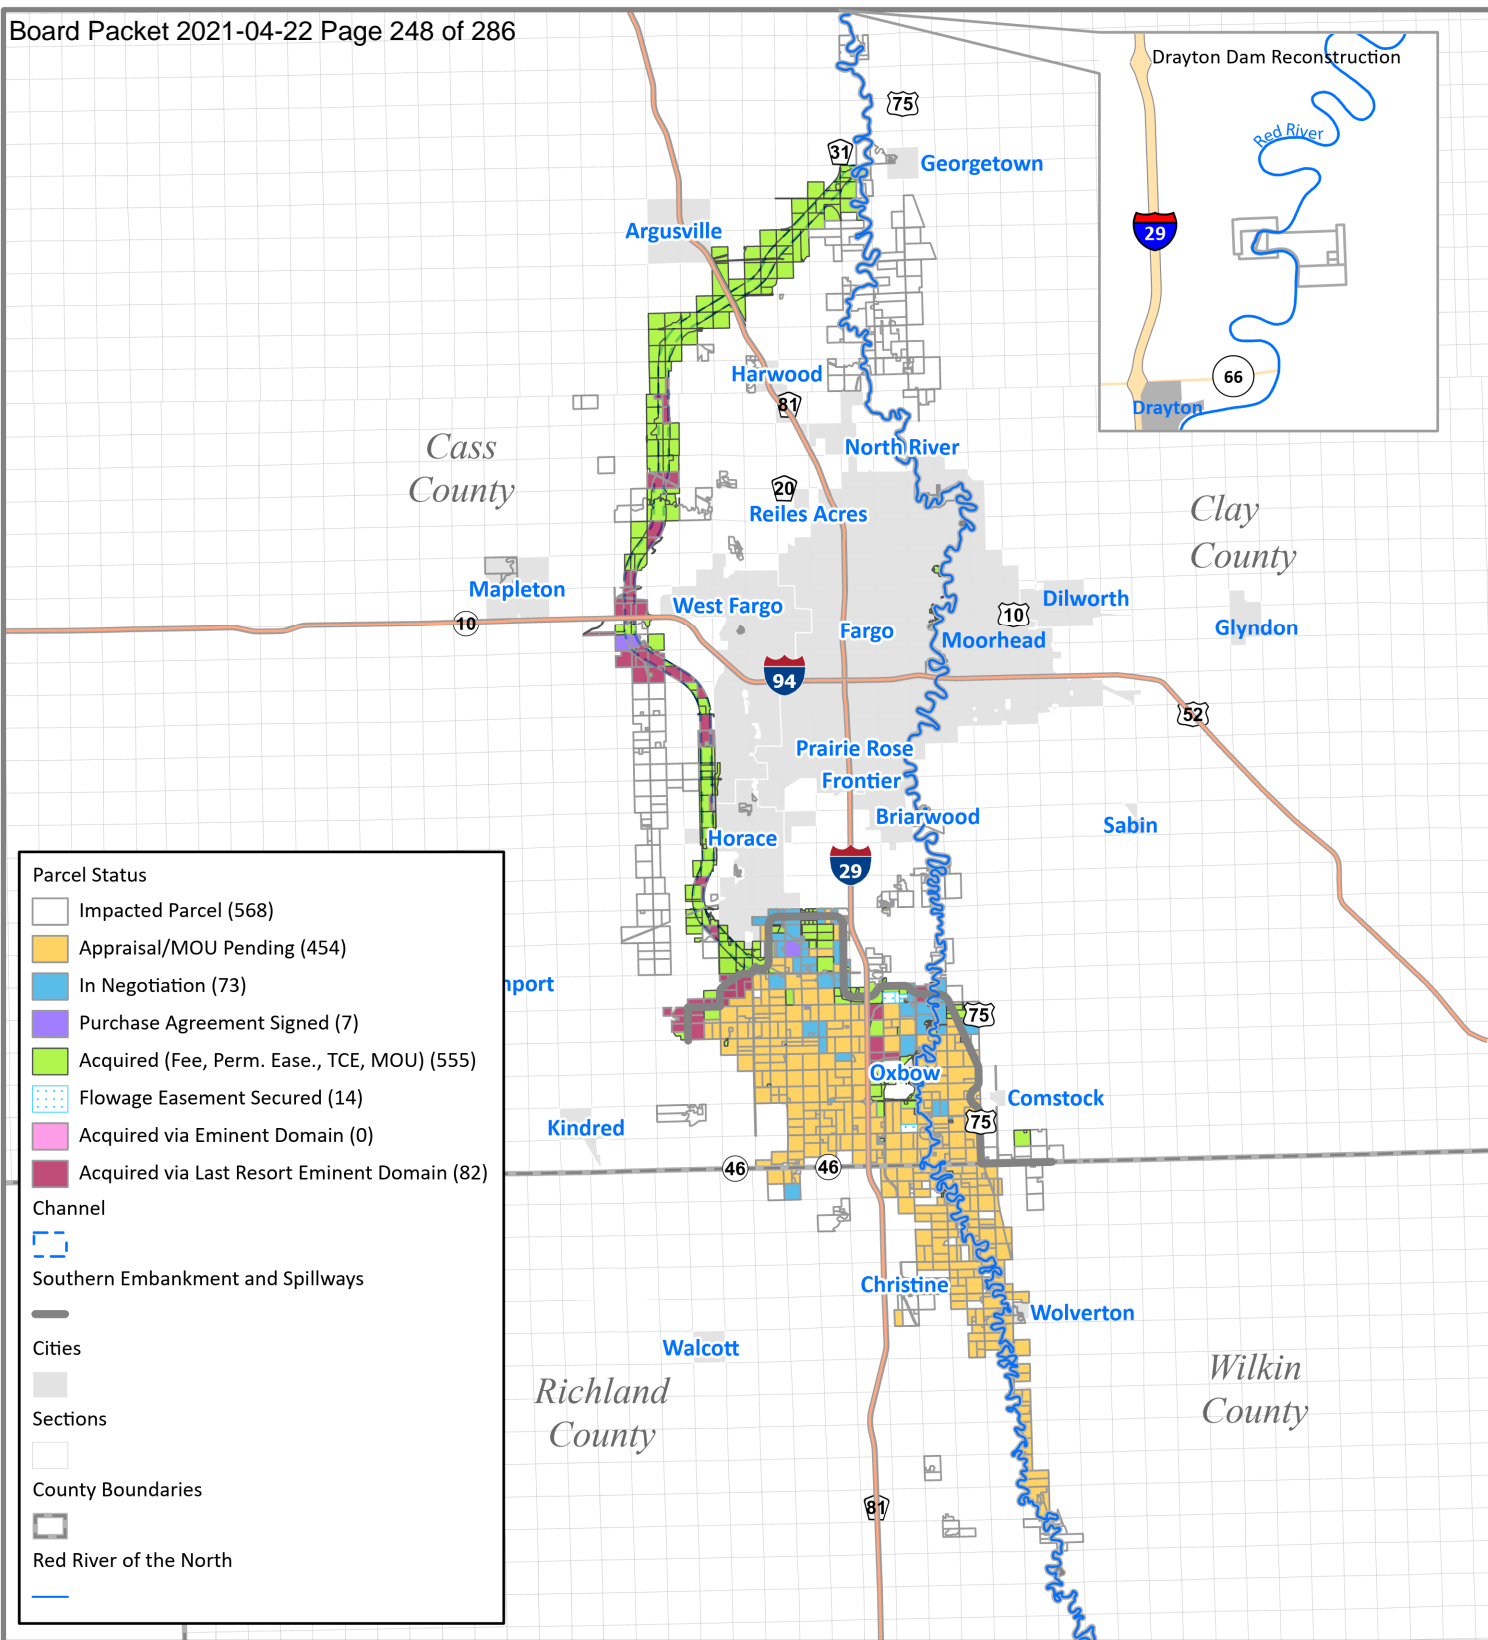 Board Packet 2021-04-22 Page 248 of 286
Drayton Dam Reconstruction
Red River
29
66
Drayton
75
31
Georgetown
Argusville
Harwood
81
Cass
County
North River
20
Reiles Acres
Clay
County
Mapleton
10
West Fargo
Fargo
10
Dilworth
Moorhead
Glyndon
94
52
Prairie Rose
Frontier
Briarwood
Sabin
Horace
29
nport
75
Oxbow
Comstock
75
Kindred
46
46
Christine
Wolverton
Walcott
Richland
County
Wilkin
County
81
Parcel Status
Impacted Parcel (568)
Appraisal/MOU Pending (454)
In Negotiation (73)
Purchase Agreement Signed (7)
Acquired (Fee, Perm. Ease., TCE, MOU) (555)
Flowage Easement Secured (14)
Acquired via Eminent Domain (0)
Acquired via Last Resort Eminent Domain (82)
Channel
Southern Embankment and Spillways
Cities
Sections
County Boundaries
Red River of the North